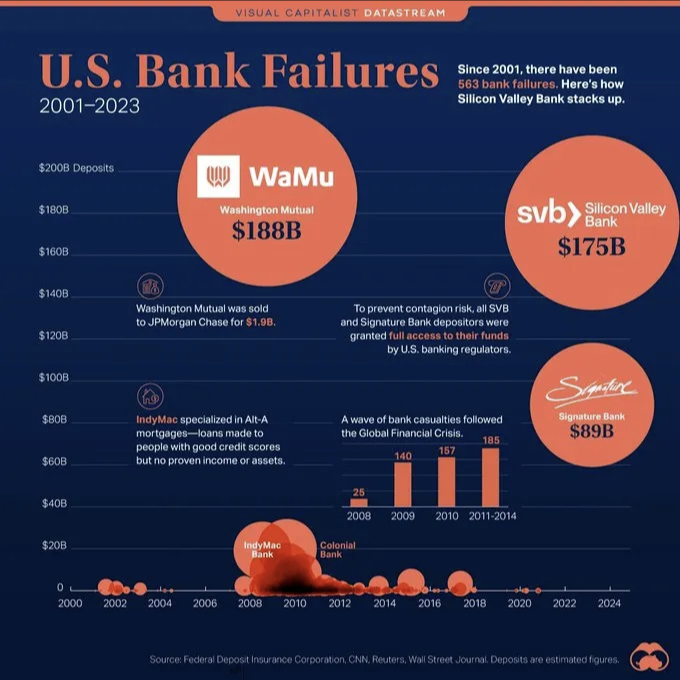 VISUAL CAPITALIST DATASTREAM
U.S. Bank Failures
2001–2023
Since 2001, there have been
563 bank failures. Here's how
Silicon Valley Bank stacks up.
$200B Deposits
$180B
$160B
$140B
$120B
$100B
$80B
$60B
$40B
$20B
0
WaMu
Washington Mutual
$188B
svb
Silicon Valley
Bank
$175B
Washington Mutual was sold
to JPMorgan Chase for $1.9B.
To prevent contagion risk, all SVB
and Signature Bank depositors were
granted full access to their funds
by U.S. banking regulators.
Signature
Signature Bank
$89B
IndyMac specialized in Alt-A
mortgages—loans made to
people with good credit scores
but no proven income or assets.
A wave of bank casualties followed
the Global Financial Crisis.
25
140
157
185
2008 2009 2010 2011-2014
IndyMac
Bank
Colonial
Bank
2000 2002 2004 2006 2008 2010 2012 2014 2016 2018 2020 2022 2024
Source: Federal Deposit Insurance Corporation, CNN, Reuters, Wall Street Journal. Deposits are estimated figures.